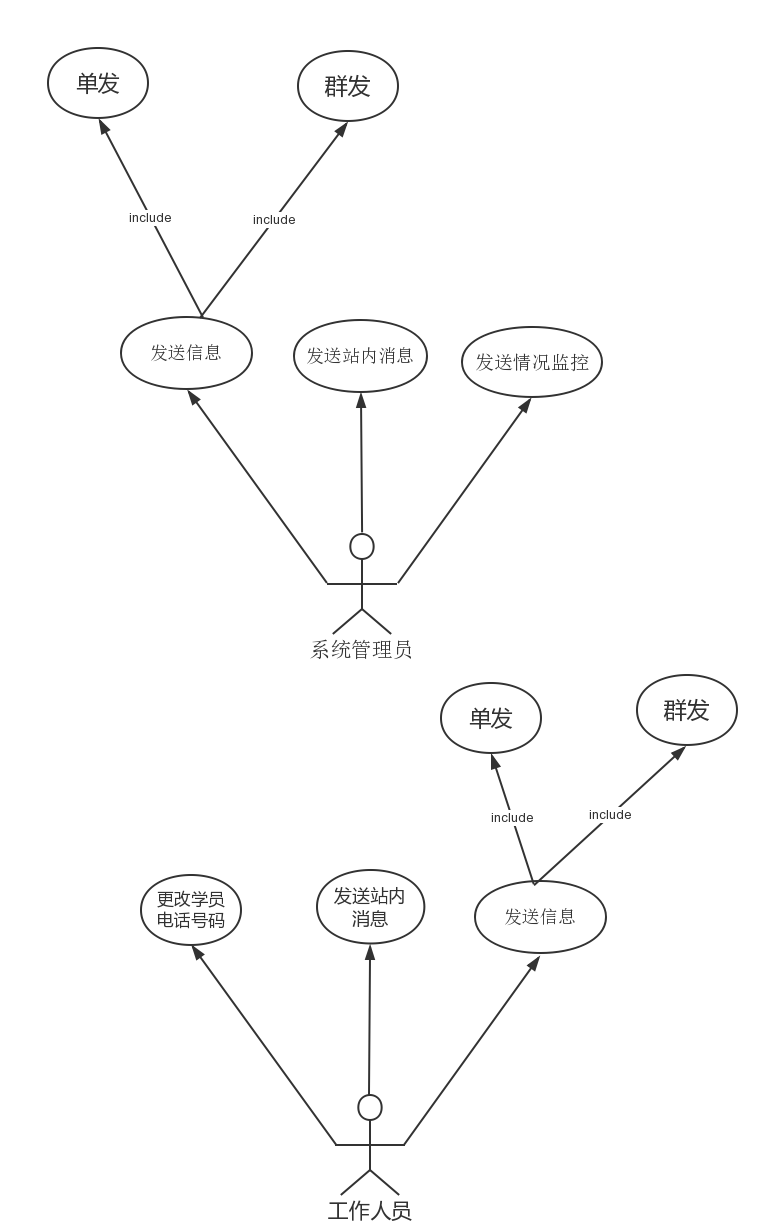 单发
群发
include
include
发送信息
发送站内消息
发送情况监控
系统管理员
单发
群发
include
include
更改学员
电话号码
发送站内
消息
发送信息
工作人员